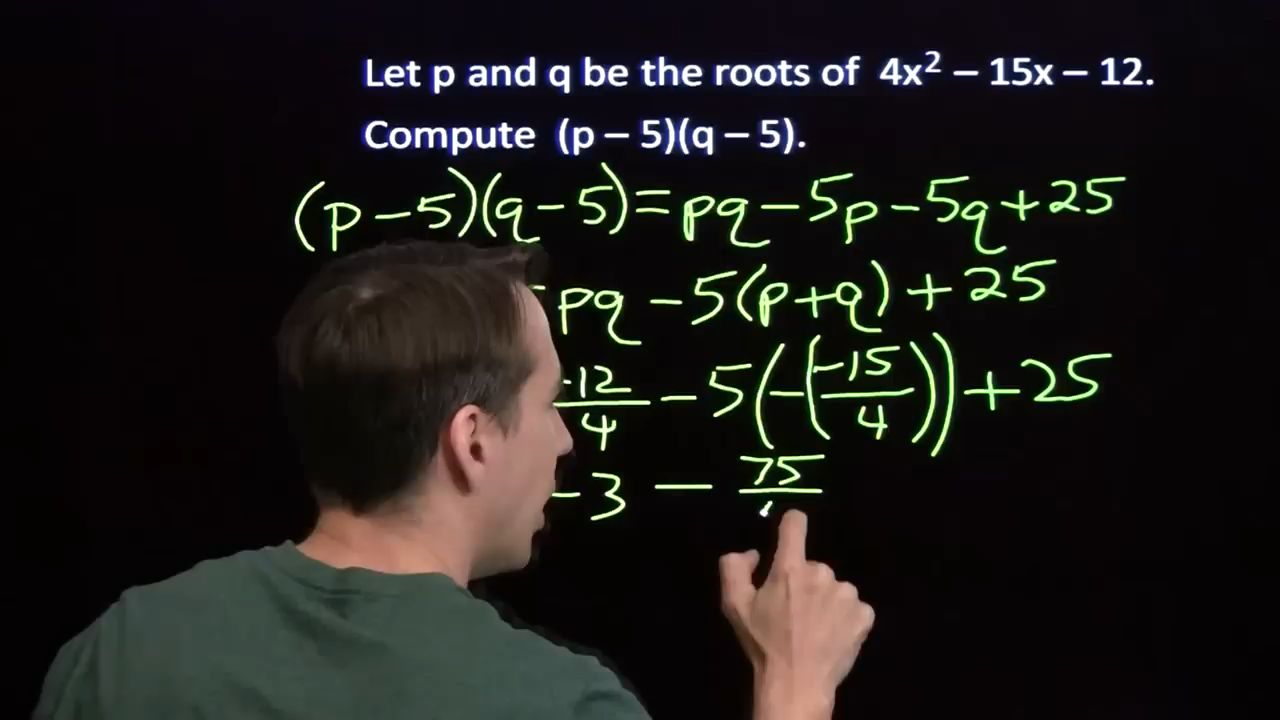 Let p and q be the roots of 4x² – 15x – 12.
Compute (p – 5)(q – 5).
(p – 5)(q – 5) = pq – 5p – 5q + 25
pq – 5(p+q) + 25
-12/4 – 5(-(-15/4)) + 25
-3 – 75/